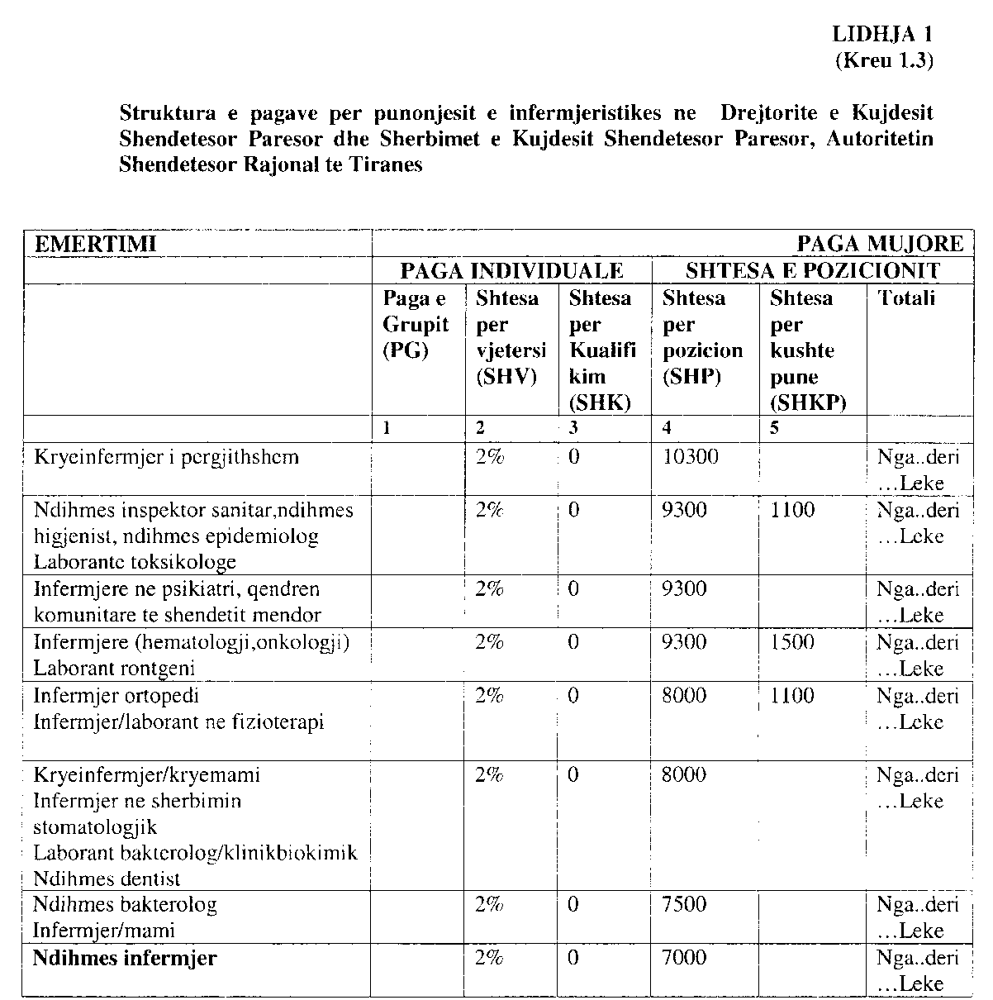 LIDHJA 1
(Kreu 1.3)
Struktura e pagave per punonjesit e infermjeristikes ne Drejtorite e Kujdesit
Shendetesor Paresor dhe Sherbimet e Kujdesit Shendetesor Paresor, Autoritetin
Shendetesor Rajonal te Tiranes
EMERTIMI PAGA MUJORE
PAGA INDIVIDUALE SHTESA E POZICIONIT
Paga e Shtesa Shtesa Shtesa Shtesa Totali
Grupit per per per per
(PG) vjetersi Kualifi pozicion kushte
(SHV) kim (SHP) pune
(SHK) (SHKP)
1 2 3 4 5
Kryeinfermjer i pergjithshem 2% 0 10300 Nga..deri
...Leke
Ndihmes inspektor sanitar,ndihmes 2% 0 9300 1100 Nga..deri
higjenist, ndihmes epidemiolog ...Leke
Laborante toksikologe
Infermjere ne psikiatri, qendren 2% 0 9300 Nga..deri
komunitare te shendetit mendor ...Leke
Infermjere (hematologji,onkologji) 2% 0 9300 1500 Nga..deri
Laborant rontgeni ...Leke
Infermjer ortopedi 2% 0 8000 1100 Nga..deri
Infermjer/laborant ne fizioterapi ...Leke
Kryeinfermjer/kryemami 2% 0 8000 Nga..deri
Infermjer ne sherbimin ...Leke
stomatologjik
Laborant bakterolog/klinikbiokimik
Ndihmes dentist
Ndihmes bakterolog 2% 0 7500 Nga..deri
Infermjer/mami ...Leke
Ndihmes infermjer 2% 0 7000 Nga..deri
...Leke